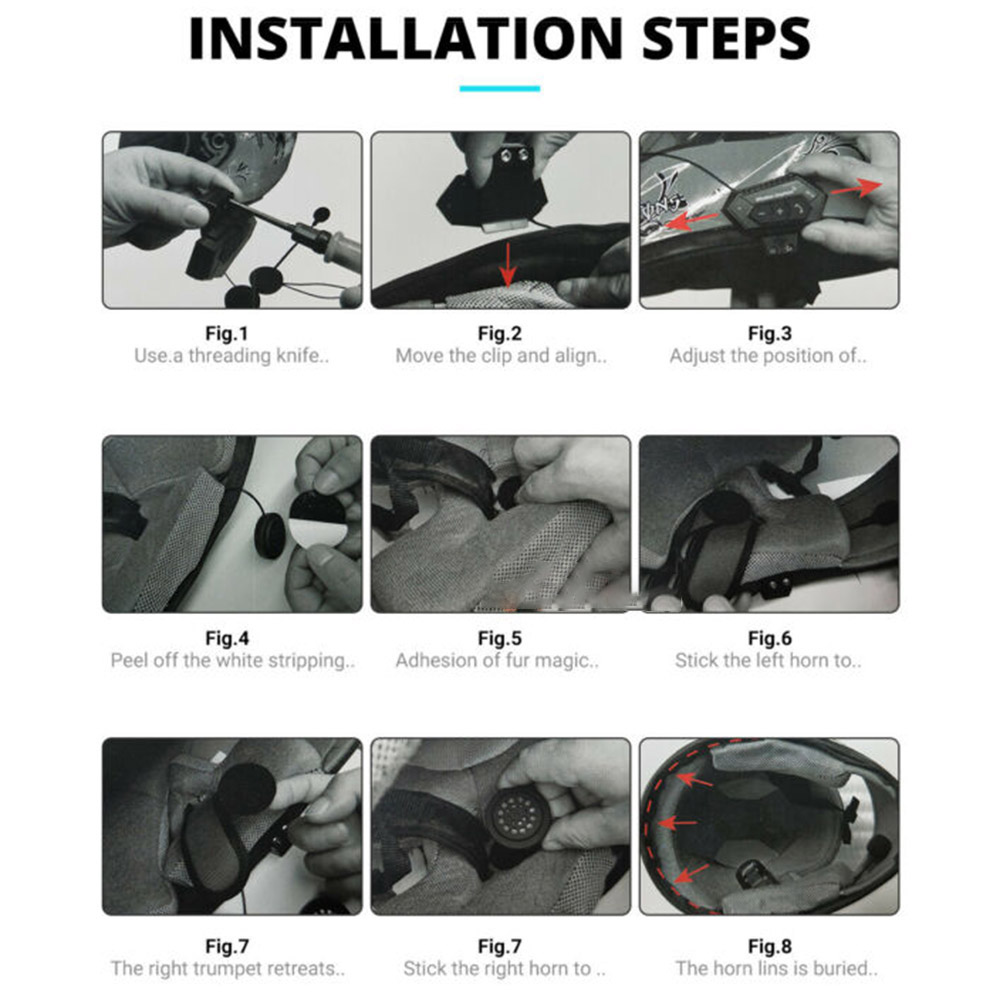 INSTALLATION STEPS
Fig.1
Use.a threading knife..
Fig.2
Move the clip and align..
Fig.3
Adjust the position of..
Fig.4
Peel off the white stripping..
Fig.5
Adhesion of fur magic..
Fig.6
Stick the left horn to..
Fig.7
The right trumpet retreats..
Fig.7
Stick the right horn to ..
Fig.8
The horn lins is buried..